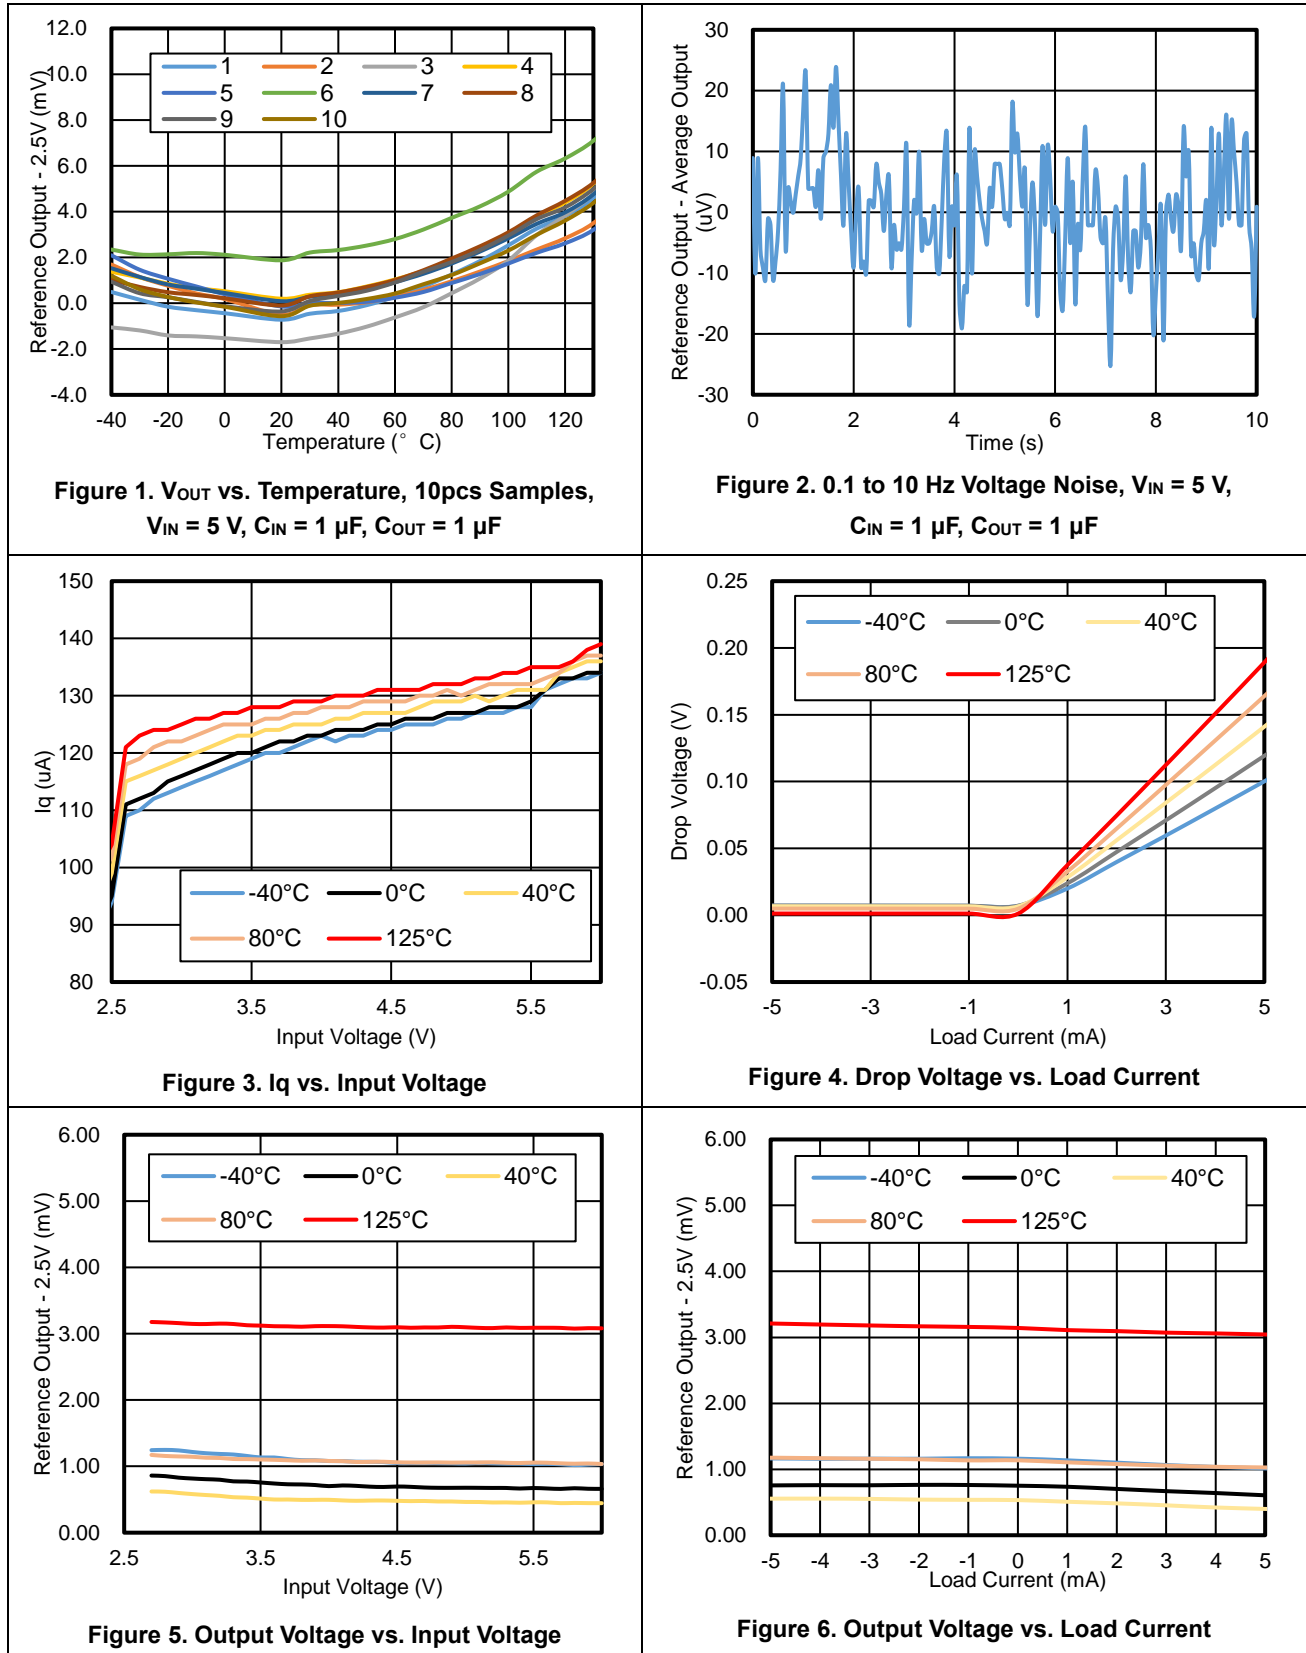 12.0
10.0
8.0
6.0
4.0
2.0
0.0
-2.0
-4.0
Reference Output - 2.5V (mV)
1 2 3 4
5 6 7 8
9 10
-40 -20 0 20 40 60 80 100 120
Temperature (° C)
Figure 1. VOUT vs. Temperature, 10pcs Samples,
VIN = 5 V, CIN = 1 µF, COUT = 1 µF
30
20
10
0
-10
-20
-30
Reference Output - Average Output
(uV)
0 2 4 6 8 10
Time (s)
Figure 2. 0.1 to 10 Hz Voltage Noise, VIN = 5 V,
CIN = 1 µF, COUT = 1 µF
150
140
130
120
110
100
90
80
Iq (uA)
-40°C 0°C 40°C
80°C 125°C
2.5 3.5 4.5 5.5
Input Voltage (V)
Figure 3. Iq vs. Input Voltage
0.25
0.20
0.15
0.10
0.05
0.00
-0.05
Drop Voltage (V)
-40°C 0°C 40°C
80°C 125°C
-5 -3 -1 1 3 5
Load Current (mA)
Figure 4. Drop Voltage vs. Load Current
6.00
5.00
4.00
3.00
2.00
1.00
0.00
Reference Output - 2.5V (mV)
-40°C 0°C 40°C
80°C 125°C
2.5 3.5 4.5 5.5
Input Voltage (V)
Figure 5. Output Voltage vs. Input Voltage
6.00
5.00
4.00
3.00
2.00
1.00
0.00
Reference Output - 2.5V (mV)
-40°C 0°C 40°C
80°C 125°C
-5 -4 -3 -2 -1 0 1 2 3 4 5
Load Current (mA)
Figure 6. Output Voltage vs. Load Current